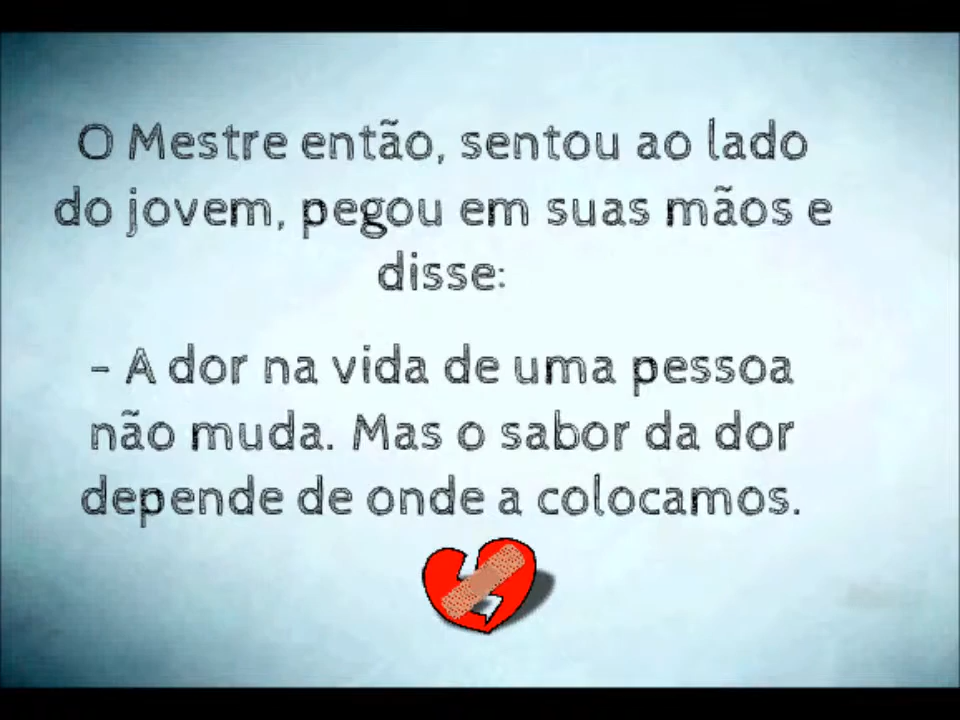 O Mestre então, sentou ao lado
do jovem, pegou em suas mãos e
disse:
- A dor na vida de uma pessoa
não muda. Mas o sabor da dor
depende de onde a colocamos.